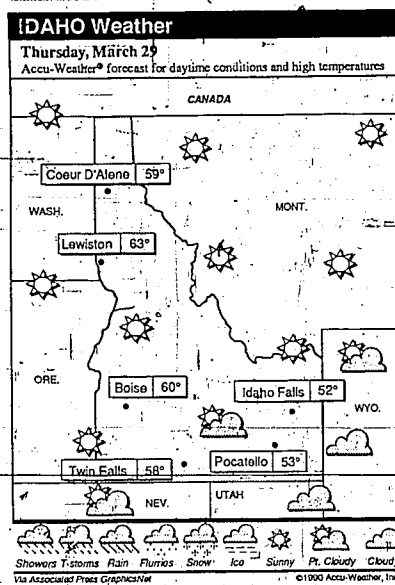 IDAHO Weather
Thursday, March 29
Accu-Weather® forecast for daytime conditions and high temperatures
CANADA
Coeur D'Alene 59°
WASH.
MONT.
Lewiston 63°
ORE.
Boise 60°
Idaho Falls 52°
WYO.
Twin Falls 58°
Pocatello 53°
NEV.
UTAH
Showers T-storms Rain Flurries Snow Ice Sunny Pt. Cloudy Cloudy
Via Associated Press GraphicsNet
©1990 Accu-Weather, In